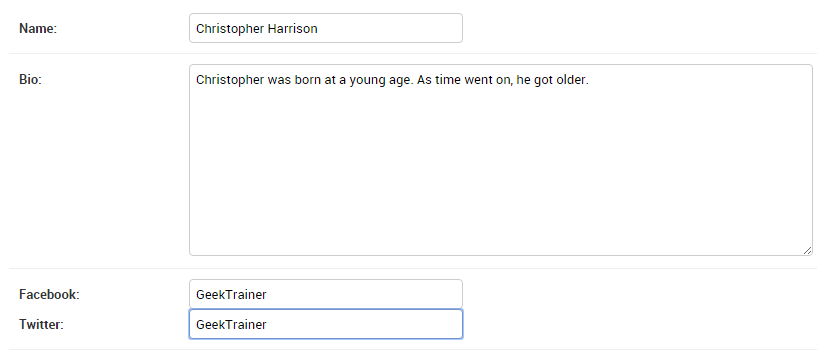 Name: Christopher Harrison
Bio: Christopher was born at a young age. As time went on, he got older.
Facebook: GeekTrainer
Twitter: GeekTrainer